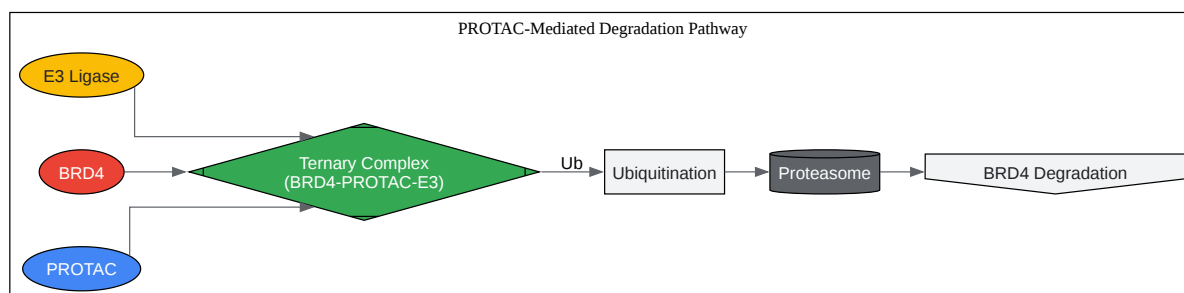 PROTAC-Mediated Degradation Pathway
E3 Ligase
BRD4
PROTAC
Ternary Complex
(BRD4-PROTAC-E3)
Ub
Ubiquitination
Proteasome
BRD4 Degradation